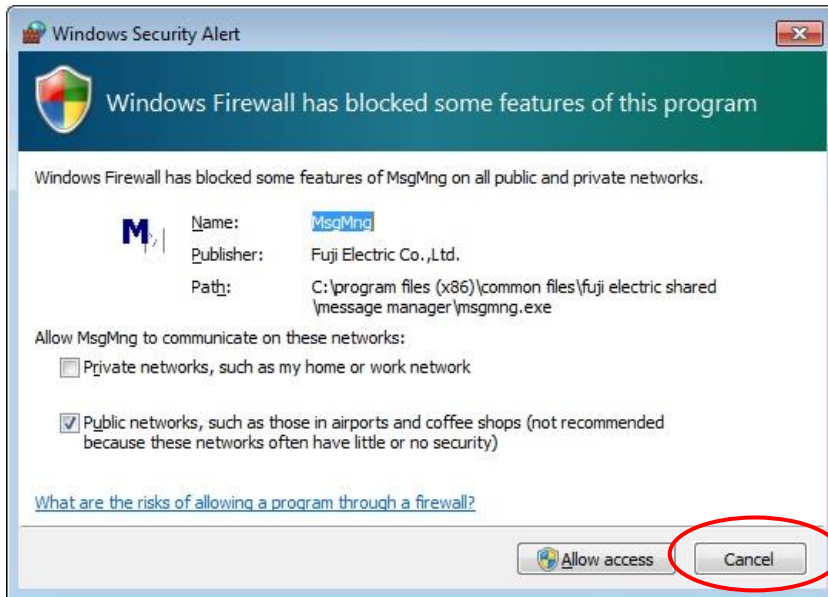 Windows Security Alert
Windows Firewall has blocked some features of this program
Windows Firewall has blocked some features of MsgMng on all public and private networks.
M
Name: MsgMng
Publisher: Fuji Electric Co.,Ltd.
Path: C:\program files (x86)\common files\fuji electric shared
\message manager\msgmng.exe
Allow MsgMng to communicate on these networks:
Private networks, such as my home or work network
Public networks, such as those in airports and coffee shops (not recommended
because these networks often have little or no security)
What are the risks of allowing a program through a firewall?
Allow access Cancel